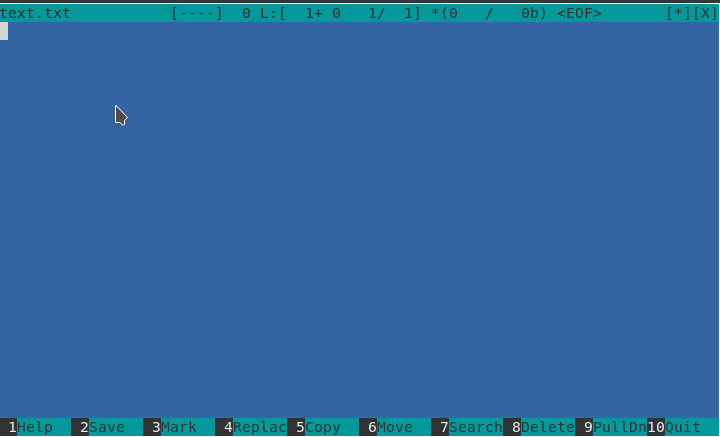 text.txt [----] 0 L:[ 1+ 0 1/ 1] *(0 / 0b) <EOF> [*][X]
1Help 2Save 3Mark 4Replac 5Copy 6Move 7Search 8Delete 9PullDn 10Quit